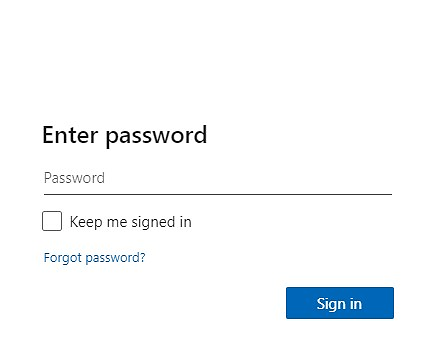 Enter password
Password
Keep me signed in
Forgot password?
Sign in